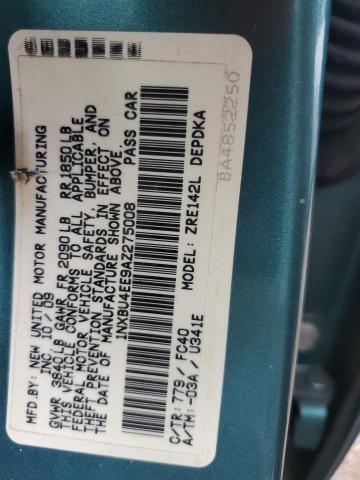 MFD.BY: NEW UNITED MOTOR MANUFACTURING
INC. 10/09
GVWR 3840LB GAWR FR 2090LB RR 1850LB
THIS VEHICLE CONFORMS TO ALL APPLICABLE
FEDERAL MOTOR VEHICLE SAFETY, BUMPER, AND
THEFT PREVENTION STANDARDS IN EFFECT ON
THE DATE OF MANUFACTURE SHOWN ABOVE.
1NXBU4EE9AZ275008 PASS CAR
C/TR: 779/FC40 MODEL: ZRE142L DEPDKA
A/TM: -03A/U341E
BA4852250